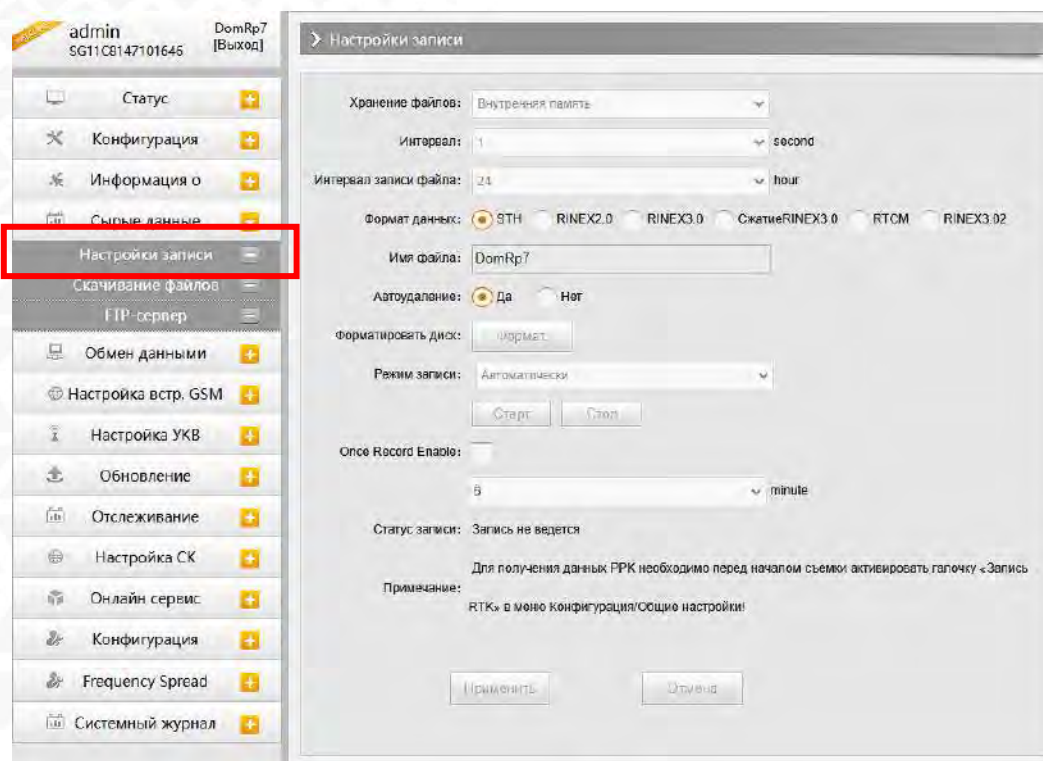 admin
DomRp7
SG11C8147101646
[Выход]
Статус
Конфигурация
Информация о
Сырые данные
Настройки записи
Скачивание файлов
FTP-сервер
Обмен данными
Настройка встр. GSM
Настройка УКВ
Обновление
Отслеживание
Настройка СК
Онлайн сервис
Конфигурация
Frequency Spread
Системный журнал
Настройки записи
Хранение файлов: Внутренняя память
Интервал: 1 second
Интервал записи файла: 24 hour
Формат данных: STH RINEX2.0 RINEX3.0 СжатиеRINEX3.0 RTCM RINEX3.02
Имя файла: DomRp7
Автоудаление: Да Нет
Форматировать диск: Формат
Режим записи: Автоматически
Старт Стоп
Once Record Enable:
6 minute
Статус записи: Запись не ведется
Примечание: Для получения данных PPK необходимо перед началом съемки активировать галочку «Запись
RTK» в меню Конфигурация/Общие настройки!
Применить Отмена